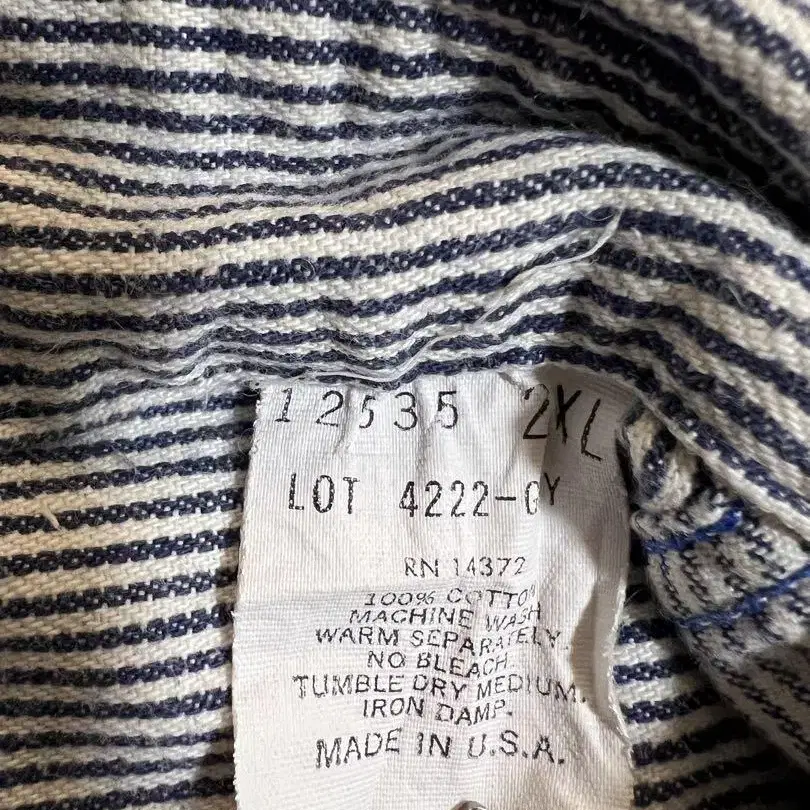 12535 2XL
LOT 4222-GY
RN 14372
100% COTTON
MACHINE WASH
WARM SEPARATELY.
NO BLEACH.
TUMBLE DRY MEDIUM.
IRON DAMP.
MADE IN U.S.A.